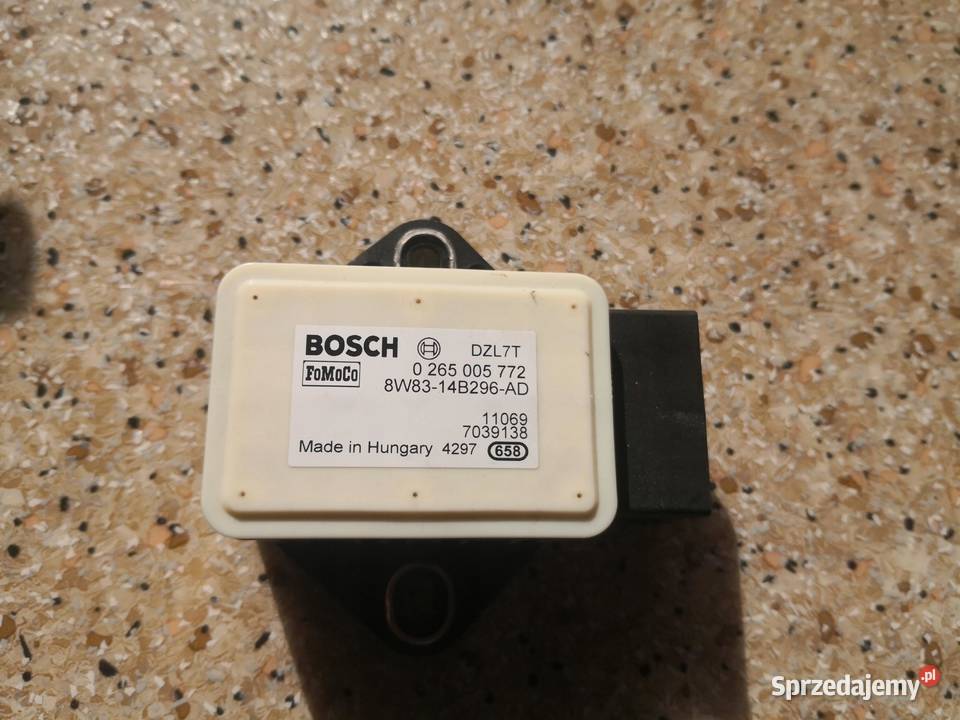 BOSCH DZL7T
FoMoCo 0 265 005 772
8W83-14B296-AD
11069
7039138
Made in Hungary 4297 658
Sprzedajemy.pl